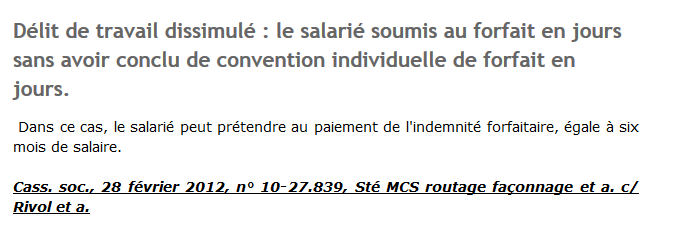 Délit de travail dissimulé : le salarié soumis au forfait en jours
sans avoir conclu de convention individuelle de forfait en
jours.
Dans ce cas, le salarié peut prétendre au paiement de l'indemnité forfaitaire, égale à six
mois de salaire.
Cass. soc., 28 février 2012, n° 10-27.839, Sté MCS routage façonnage et a. c/
Rivol et a.